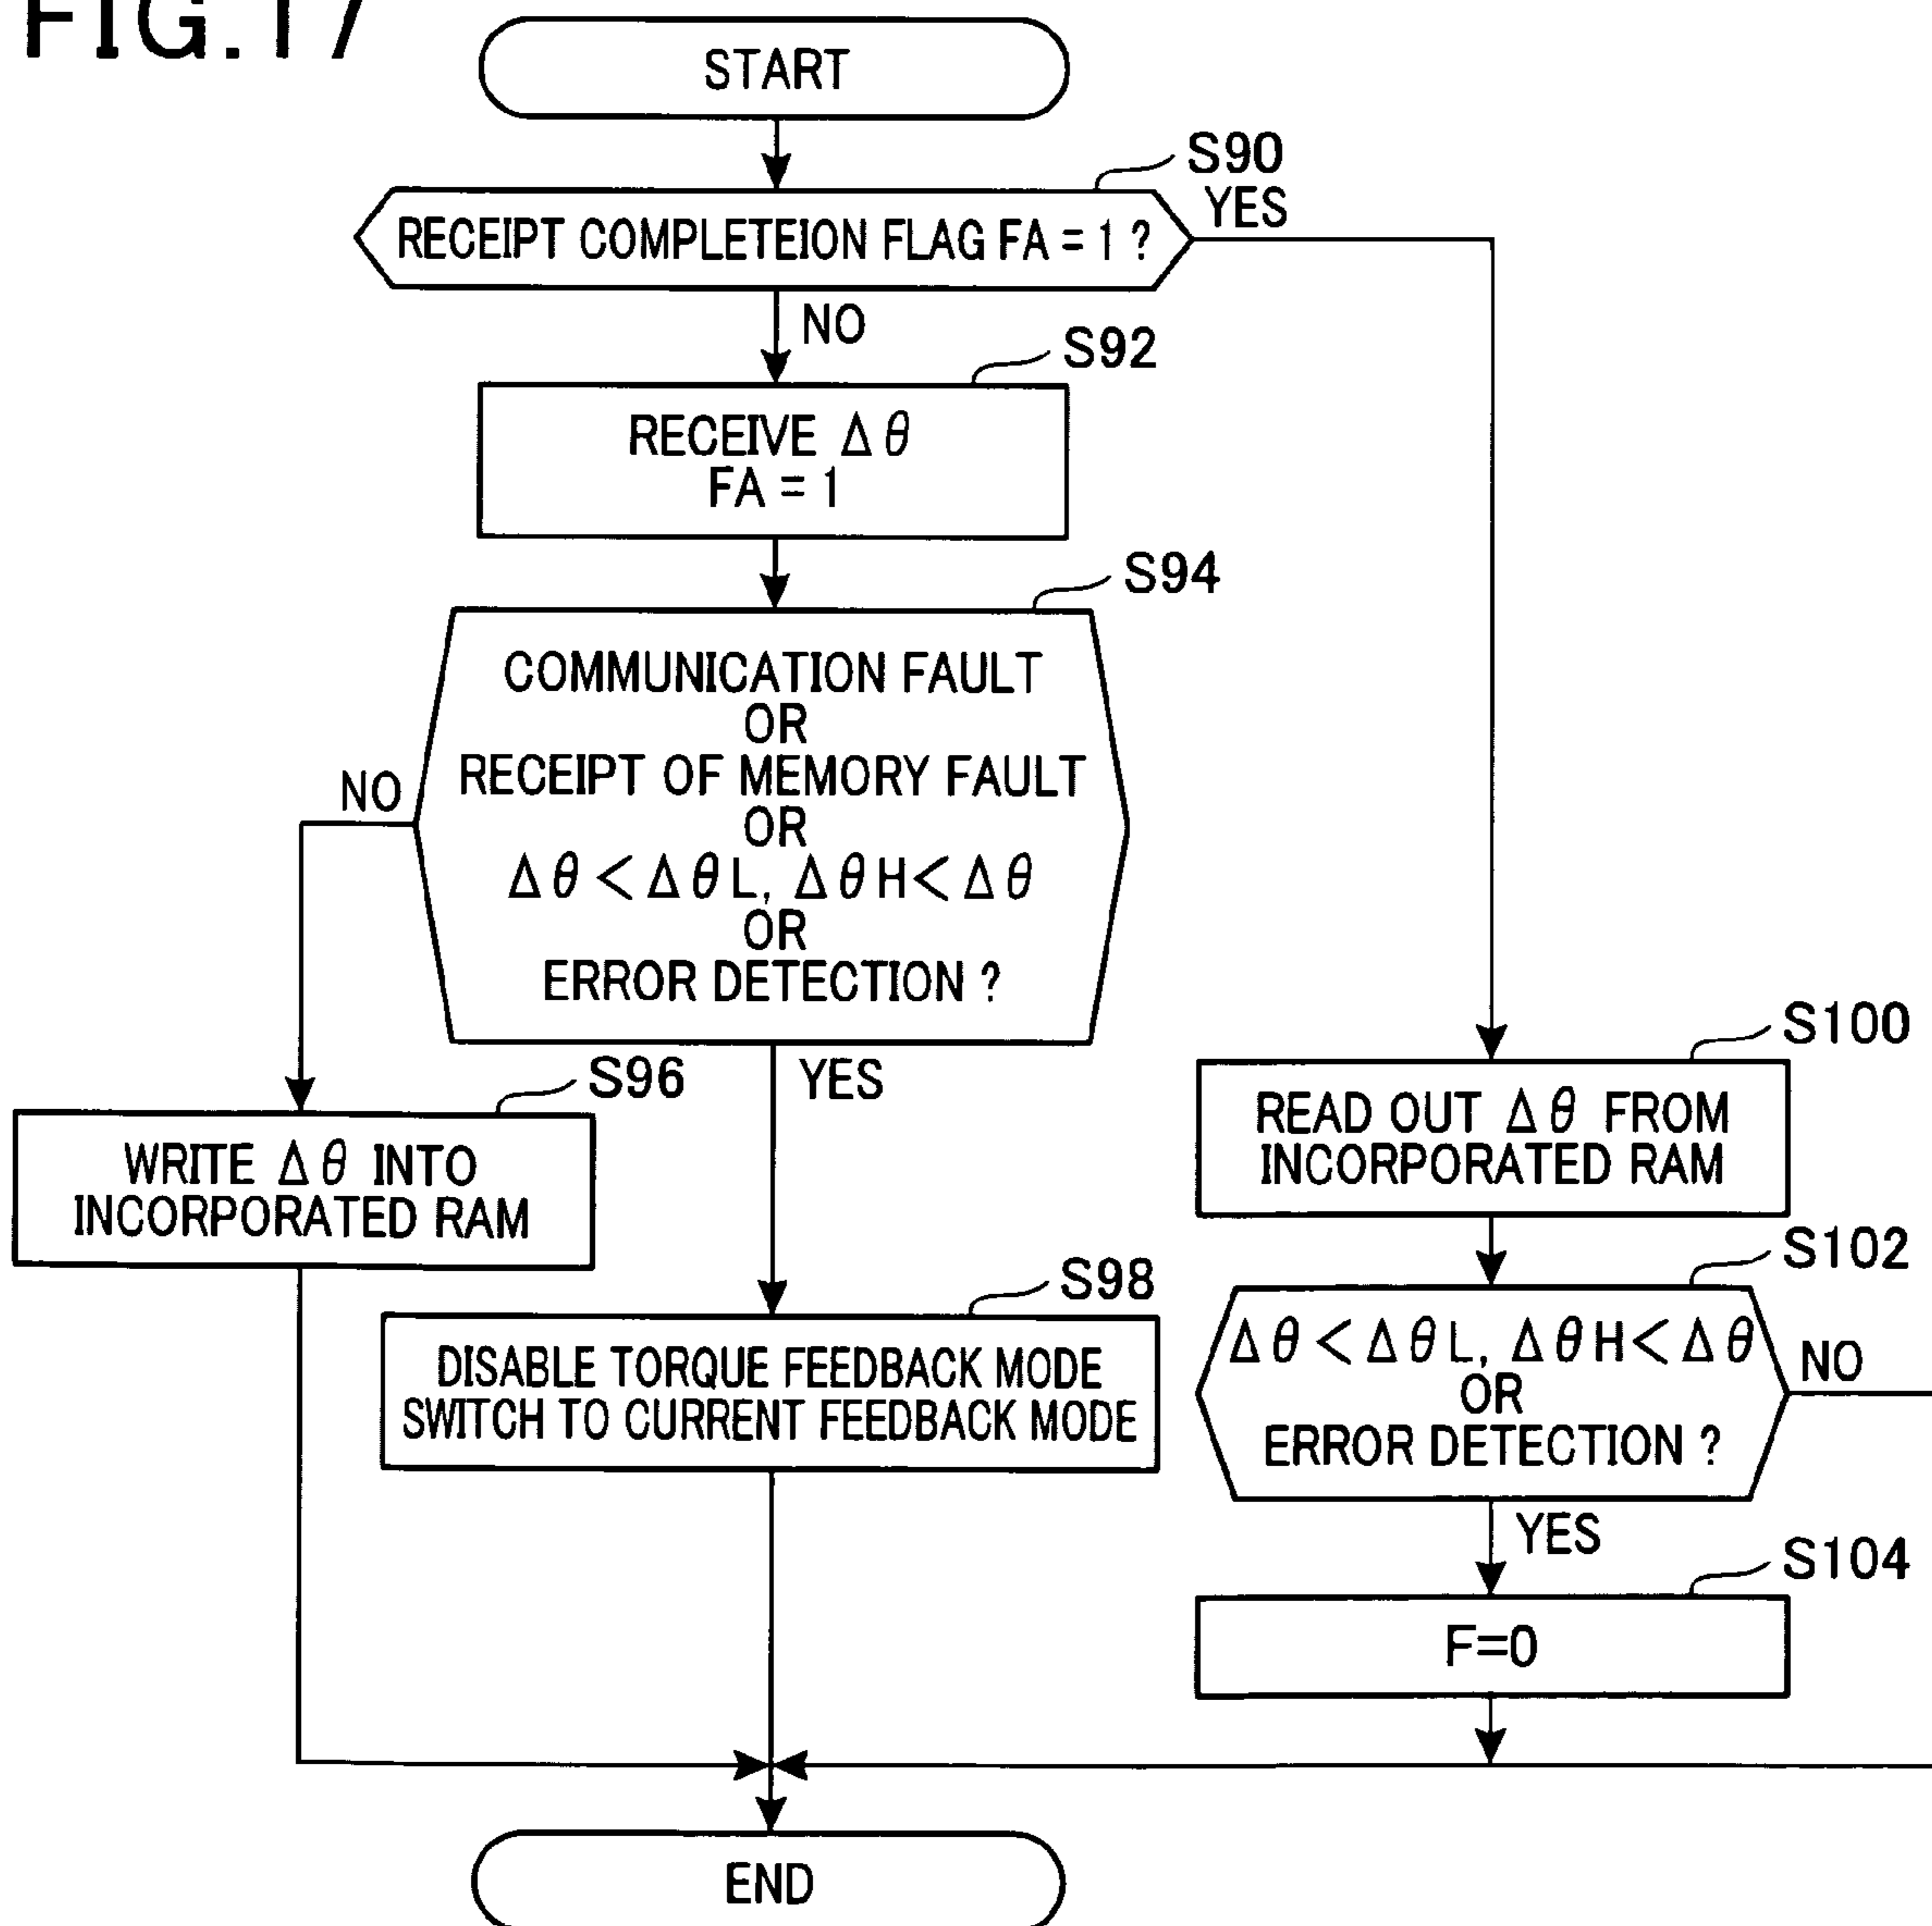 FIG.17
START
S90
YES
RECEIPT COMPLETEION FLAG FA = 1 ?
NO
S92
RECEIVE Δθ
FA = 1
S94
COMMUNICATION FAULT
OR
RECEIPT OF MEMORY FAULT
OR
Δθ < ΔθL, ΔθH < Δθ
OR
ERROR DETECTION ?
NO
YES
S96
WRITE Δθ INTO
INCORPORATED RAM
S98
DISABLE TORQUE FEEDBACK MODE
SWITCH TO CURRENT FEEDBACK MODE
S100
READ OUT Δθ FROM
INCORPORATED RAM
S102
Δθ < ΔθL, ΔθH < Δθ
OR
ERROR DETECTION ?
NO
YES
S104
F=0
END